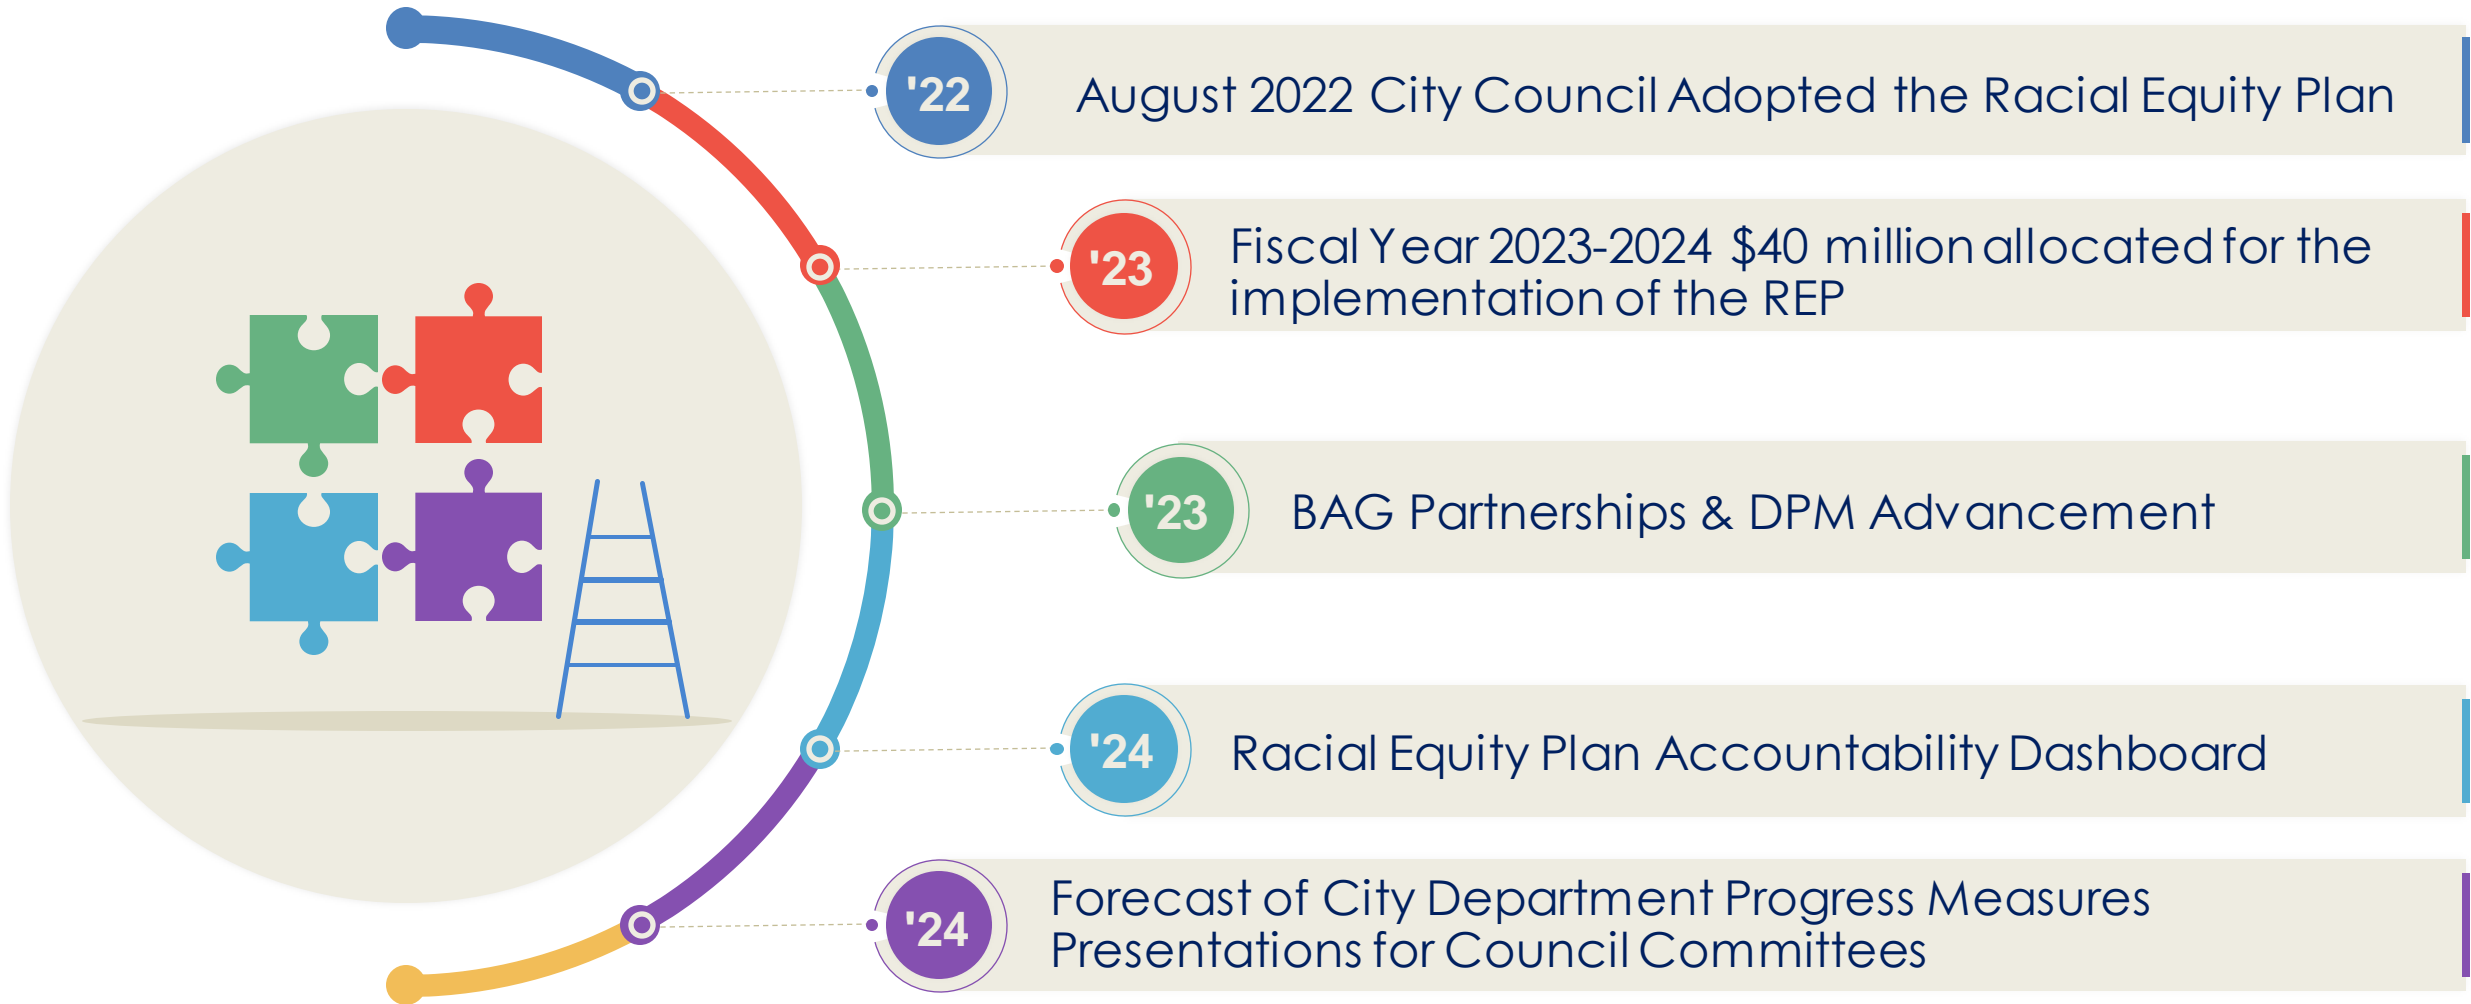 '22
August 2022 City Council Adopted the Racial Equity Plan
'23
Fiscal Year 2023-2024 $40 million allocated for the
implementation of the REP
'23
BAG Partnerships & DPM Advancement
'24
Racial Equity Plan Accountability Dashboard
'24
Forecast of City Department Progress Measures
Presentations for Council Committees